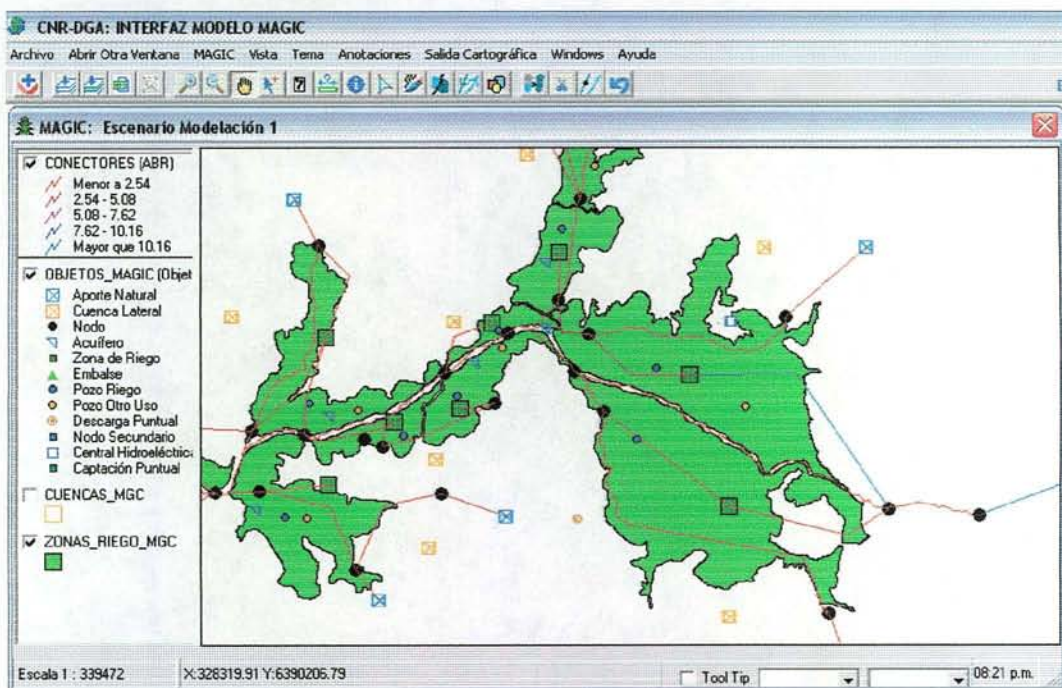 CNR-DGA: INTERFAZ MODELO MAGIC
Archivo Abrir Otra Ventana MAGIC Vista Tema Anotaciones Salida Cartográfica Windows Ayuda
MAGIC: Escenario Modelación 1
CONECTORES (ABR)
Menor a 2.54
2.54 - 5.08
5.08 - 7.62
7.62 - 10.16
Mayor que 10.16
OBJETOS_MAGIC (Objet
Aporte Natural
Cuenca Lateral
Nodo
Acuífero
Zona de Riego
Embalse
Pozo Riego
Pozo Otro Uso
Descarga Puntual
Nodo Secundario
Central Hidroeléctrica
Captación Puntual
CUENCAS_MGC
ZONAS_RIEGO_MGC
Escala 1 : 339472 X:328319.91 Y:6390206.79 Tool Tip 08:21 p.m.